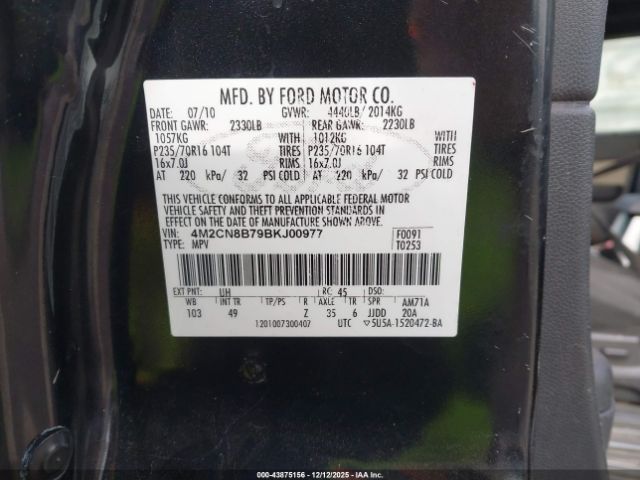 MFD. BY FORD MOTOR CO.
DATE: 07/10 GVWR: 4440LB/ 2014KG
FRONT GAWR: 2330LB REAR GAWR: 2230LB
1057KG WITH 1012KG WITH
P235/70R16 104T TIRES P235/70R16 104T TIRES
16x7.0J RIMS 16x7.0J RIMS
AT 220 kPa/ 32 PSI COLD AT 220 kPa/ 32 PSI COLD
THIS VEHICLE CONFORMS TO ALL APPLICABLE FEDERAL MOTOR
VEHICLE SAFETY AND THEFT PREVENTION STANDARDS IN
EFFECT ON THE DATE OF MANUFACTURE SHOWN ABOVE.
VIN: 4M2CN8B79BKJ00977 F0091
TYPE: MPV T0253
EXT PNT: UH RC: 45 DSO:
WB INT TR TP/PS R AXLE TR SPR AM71A
103 49 Z 35 6 JJDD 20A
1201007300407 UTC ▽5U5A-1520472-BA
IAA 00-43875156 - 12/12/2025 - IAAI.COM